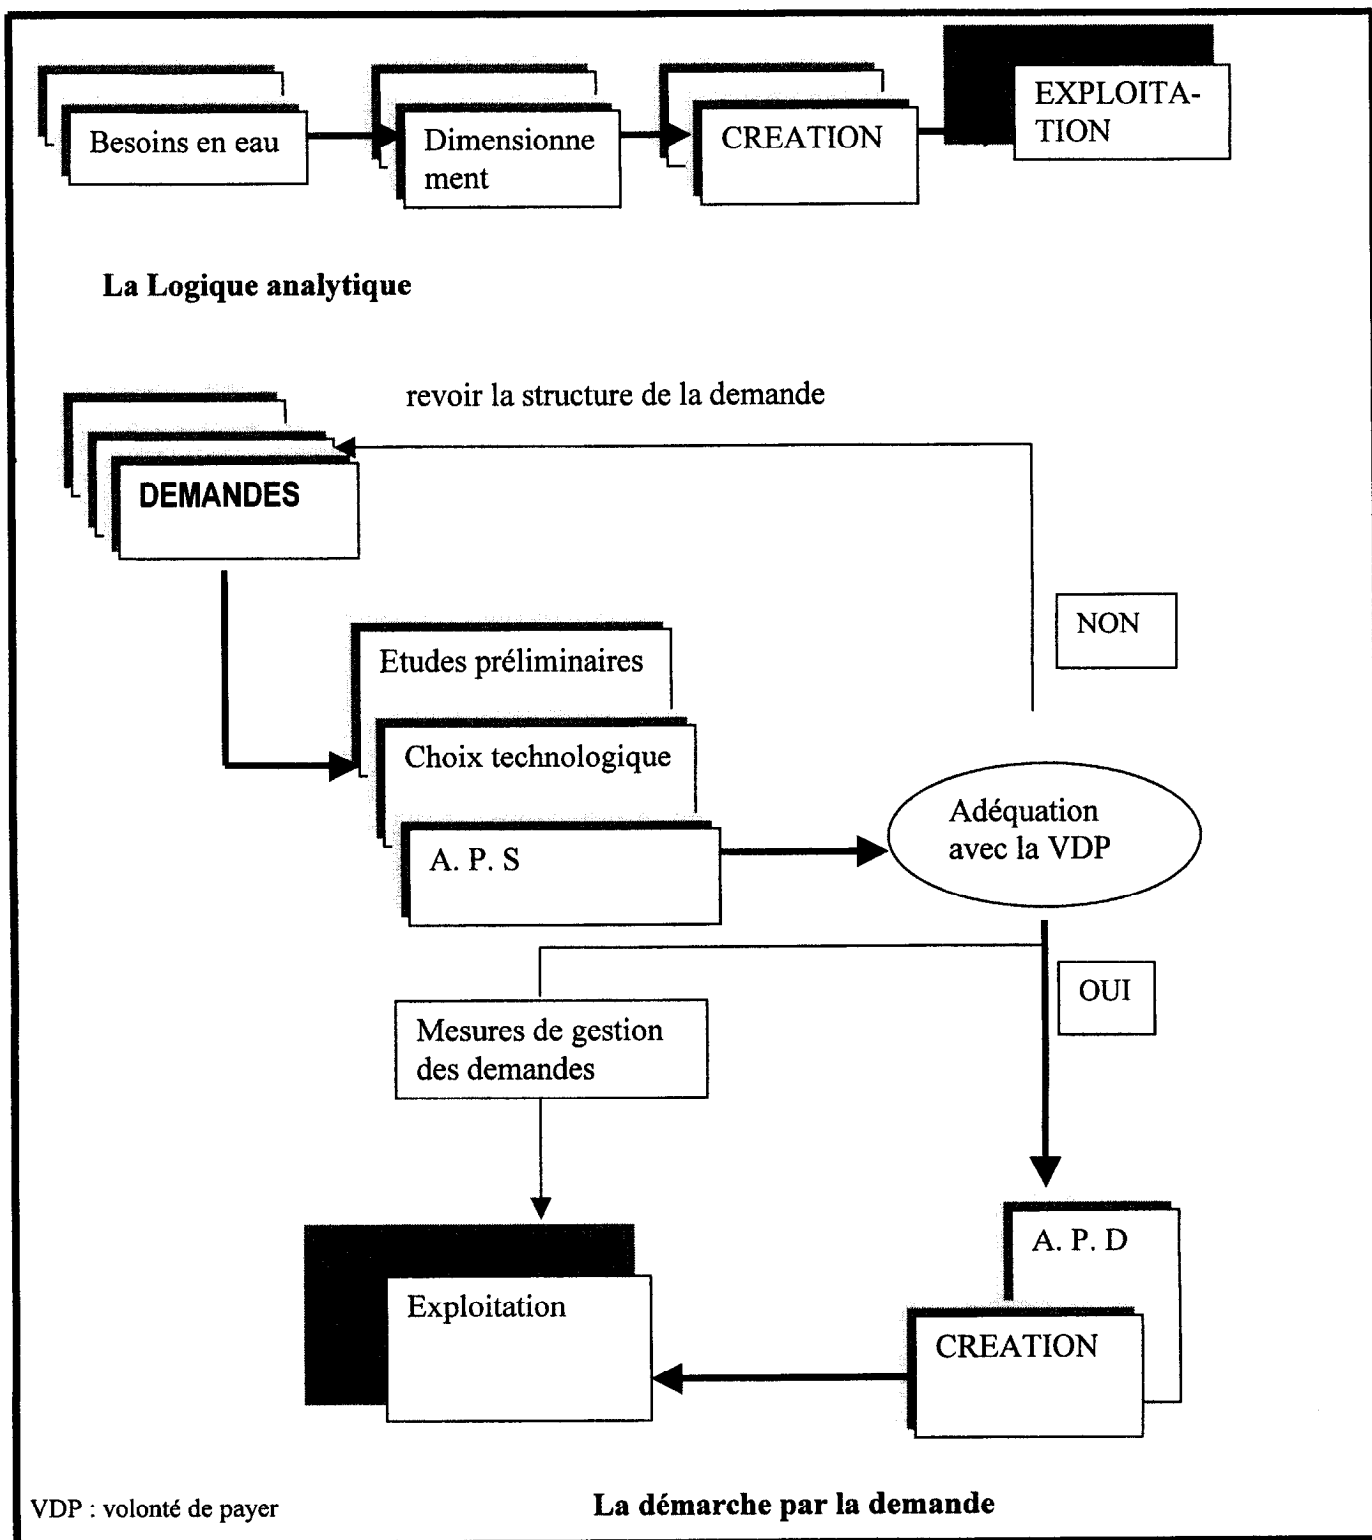 Besoins en eau
Dimensionne
ment
CREATION
EXPLOITA-
TION
La Logique analytique
revoir la structure de la demande
DEMANDES
NON
Etudes préliminaires
Choix technologique
A. P. S
Adéquation
avec la VDP
OUI
Mesures de gestion
des demandes
A. P. D
Exploitation
CREATION
VDP : volonté de payer
La démarche par la demande